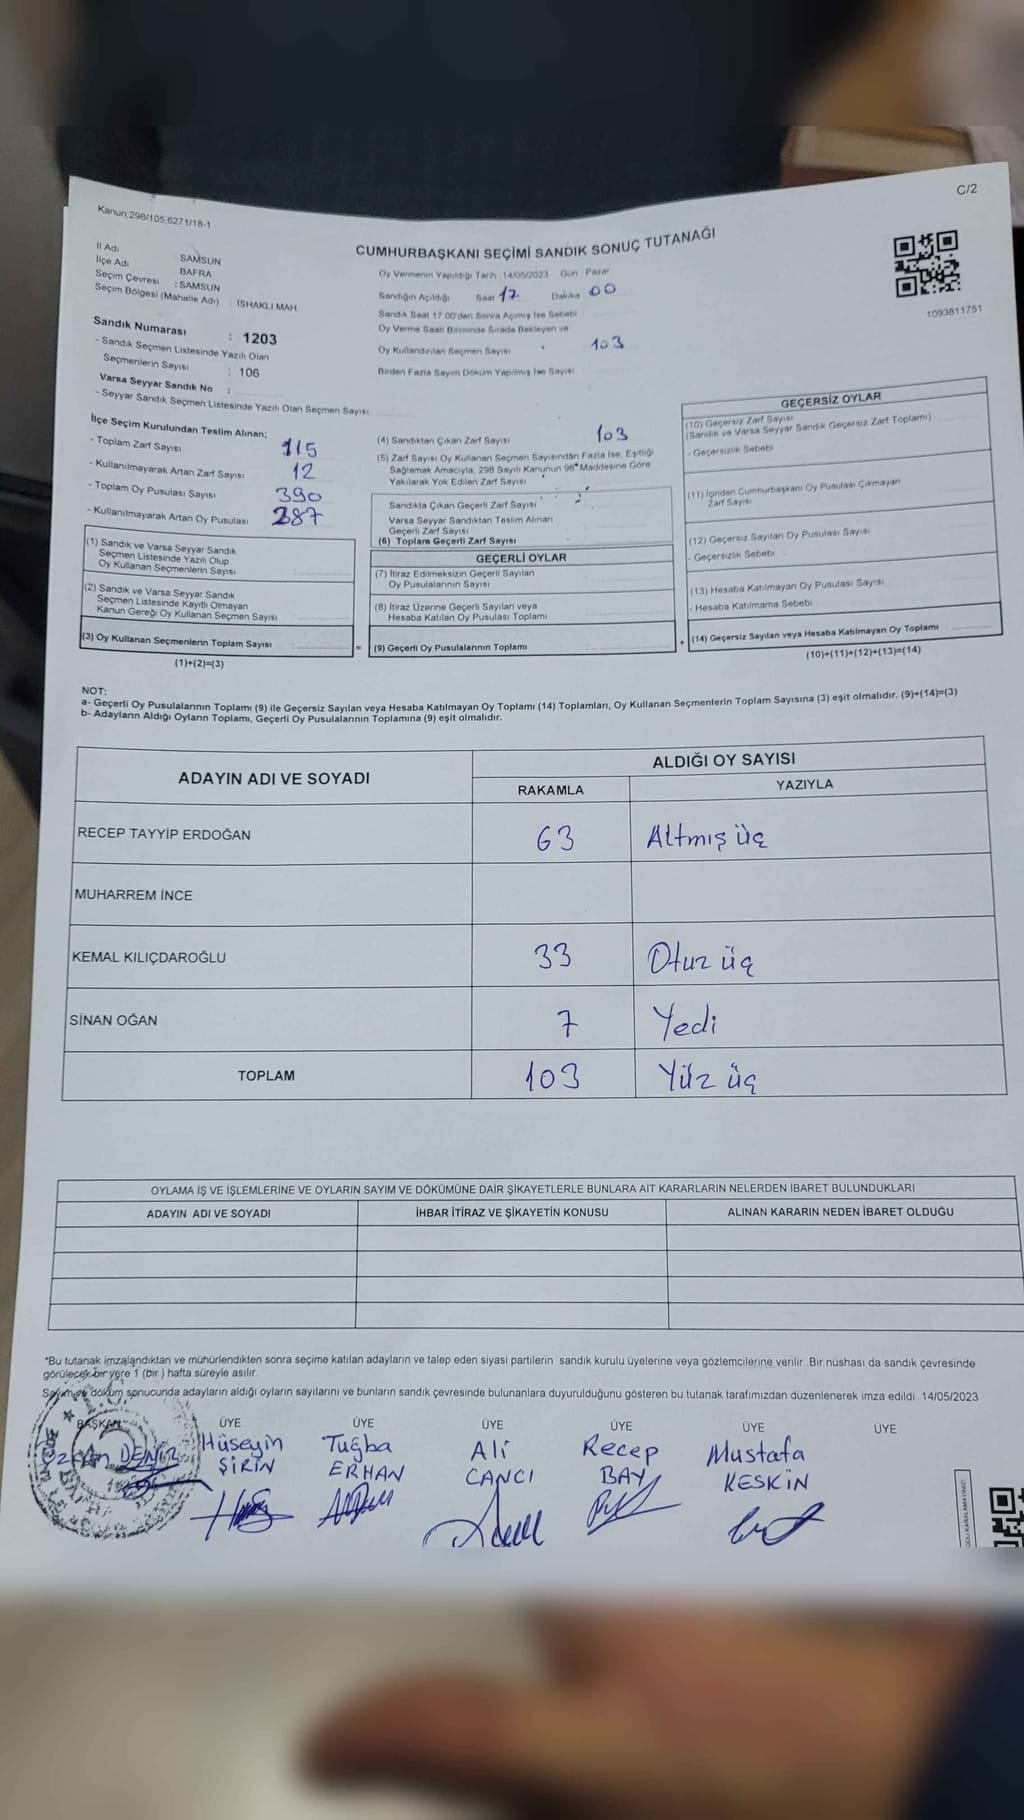 C/2
Kanun:298/105,6271/18-1
CUMHURBAŞKANI SEÇİMİ SANDIK SONUÇ TUTANAĞI
1093811751
İl Adı SAMSUN
İlçe Adı BAFRA
Seçim Çevresi : SAMSUN
Seçim Bölgesi (Mahalle Adı) : İSHAKLI MAH.
Sandık Numarası : 1203
- Sandık Seçmen Listesinde Yazılı Olan
Seçmenlerin Sayısı : 106
Varsa Seyyar Sandık No :
- Seyyar Sandık Seçmen Listesinde Yazılı Olan Seçmen Sayısı
Oy Vermenin Yapıldığı Tarih : 14/05/2023 Gün : Pazar
Sandığın Açıldığı Saat 17 Dakika 00
Sandık Saat 17:00'den Sonra Açımış İse Sebebi
Oy Verme Saati Bitiminde Sırada Bekleyen ve
Oy Kullandırılan Seçmen Sayısı : 103
Birden Fazla Sayım Döküm Yapılmış İse Sayısı
İlçe Seçim Kurulundan Teslim Alınan;
- Toplam Zarf Sayısı 115
- Kullanılmayarak Artan Zarf Sayısı 12
- Toplam Oy Pusulası Sayısı 390
- Kullanılmayarak Artan Oy Pusulası 287
(1) Sandık ve Varsa Seyyar Sandık
Seçmen Listesinde Yazılı Olup
Oy Kullanan Seçmenlerin Sayısı
(2) Sandık ve Varsa Seyyar Sandık
Seçmen Listesinde Kayıtlı Olmayan
Kanun Gereği Oy Kullanan Seçmen Sayısı
(3) Oy Kullanan Seçmenlerin Toplam Sayısı :
(1)+(2)=(3)
(4) Sandıktan Çıkan Zarf Sayısı 103
(5) Zarf Sayısı Oy Kullanan Seçmen Sayısından Fazla İse, Eşitliği
Sağlamak Amacıyla, 298 Sayılı Kanunun 98. Maddesine Göre
Yakılarak Yok Edilen Zarf Sayısı
Sandıkta Çıkan Geçerli Zarf Sayısı
Varsa Seyyar Sandıktan Teslim Alınan
Geçerli Zarf Sayısı
(6) Toplam Geçerli Zarf Sayısı
GEÇERLİ OYLAR
(7) İtiraz Edilmeksizin Geçerli Sayılan
Oy Pusulalarının Sayısı
(8) İtiraz Üzerine Geçerli Sayılan veya
Hesaba Katılan Oy Pusulası Toplamı
= (9) Geçerli Oy Pusulalarının Toplamı
GEÇERSİZ OYLAR
(10) Geçersiz Zarf Sayısı
(Sandık ve Varsa Seyyar Sandık Geçersiz Zarf Toplamı)
- Geçersizlik Sebebi
(11) İçinden Cumhurbaşkanı Oy Pusulası Çıkmayan
Zarf Sayısı
(12) Geçersiz Sayılan Oy Pusulası Sayısı
- Geçersizlik Sebebi
(13) Hesaba Katılmayan Oy Pusulası Sayısı
- Hesaba Katılmama Sebebi
+ (14) Geçersiz Sayılan veya Hesaba Katılmayan Oy Toplamı
(10)+(11)+(12)+(13)=(14)
NOT:
a- Geçerli Oy Pusulalarının Toplamı (9) ile Geçersiz Sayılan veya Hesaba Katılmayan Oy Toplamı (14) Toplamları, Oy Kullanan Seçmenlerin Toplam Sayısına (3) eşit olmalıdır. (9)+(14)=(3)
b- Adayların Aldığı Oyların Toplamı, Geçerli Oy Pusulalarının Toplamına (9) eşit olmalıdır.
ADAYIN ADI VE SOYADI ALDIĞI OY SAYISI
RAKAMLA YAZIYLA
RECEP TAYYİP ERDOĞAN 63 Altmış üç
MUHARREM İNCE
KEMAL KILIÇDAROĞLU 33 Otuz üç
SİNAN OĞAN 7 Yedi
TOPLAM 103 Yüz üç
OYLAMA İŞ VE İŞLEMLERİNE VE OYLARIN SAYIM VE DÖKÜMÜNE DAİR ŞİKAYETLERLE BUNLARA AİT KARARLARIN NELERDEN İBARET BULUNDUKLARI
ADAYIN ADI VE SOYADI İHBAR İTİRAZ VE ŞİKAYETİN KONUSU ALINAN KARARIN NEDEN İBARET OLDUĞU
*Bu tutanak imzalandıktan ve mühürlendikten sonra seçime katılan adayların ve talep eden siyasi partilerin sandık kurulu üyelerine veya gözlemcilerine verilir. Bir nüshası da sandık çevresinde
görülecek bir yere 1 (bir) hafta süreyle asılır.
Sayım ve döküm sonucunda adayların aldığı oyların sayılarını ve bunların sandık çevresinde bulunanlara duyurulduğunu gösteren bu tutanak tarafımızdan düzenlenerek imza edildi. 14/05/2023
BAŞKAN ÜYE ÜYE ÜYE ÜYE ÜYE ÜYE
DENİZ Hüseyin Tuğba Ali Recep Mustafa
ŞİRİN ERHAN CANCI BAY KESKİN